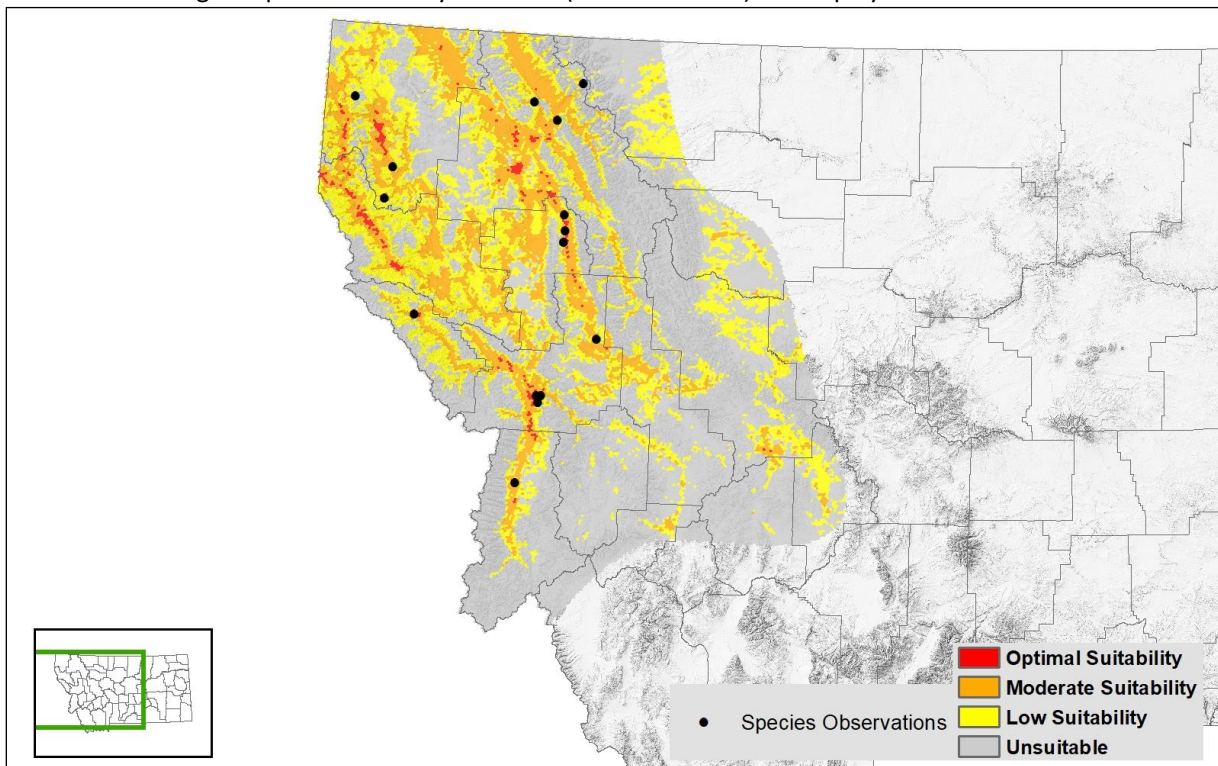 Species Observations
Optimal Suitability
Moderate Suitability
Low Suitability
Unsuitable